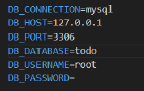 DB_CONNECTION=mysql
DB_HOST=127.0.0.1
DB_PORT=3306
DB_DATABASE=todo
DB_USERNAME=root
DB_PASSWORD=